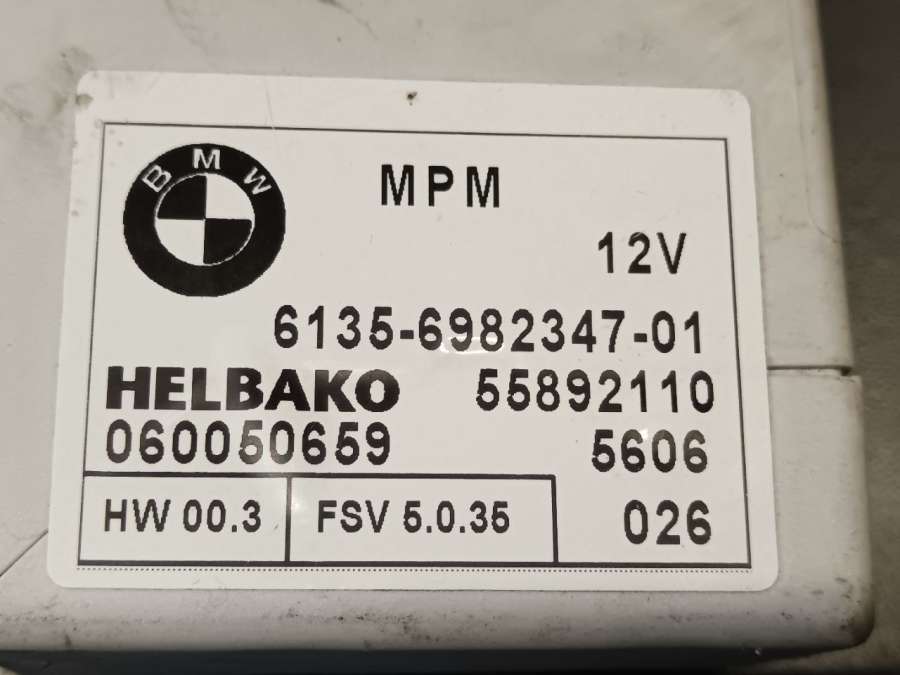 BMW
MPM
12V
6135-6982347-01
HELBAKO 55892110
060050659 5606
HW 00.3 FSV 5.0.35 026